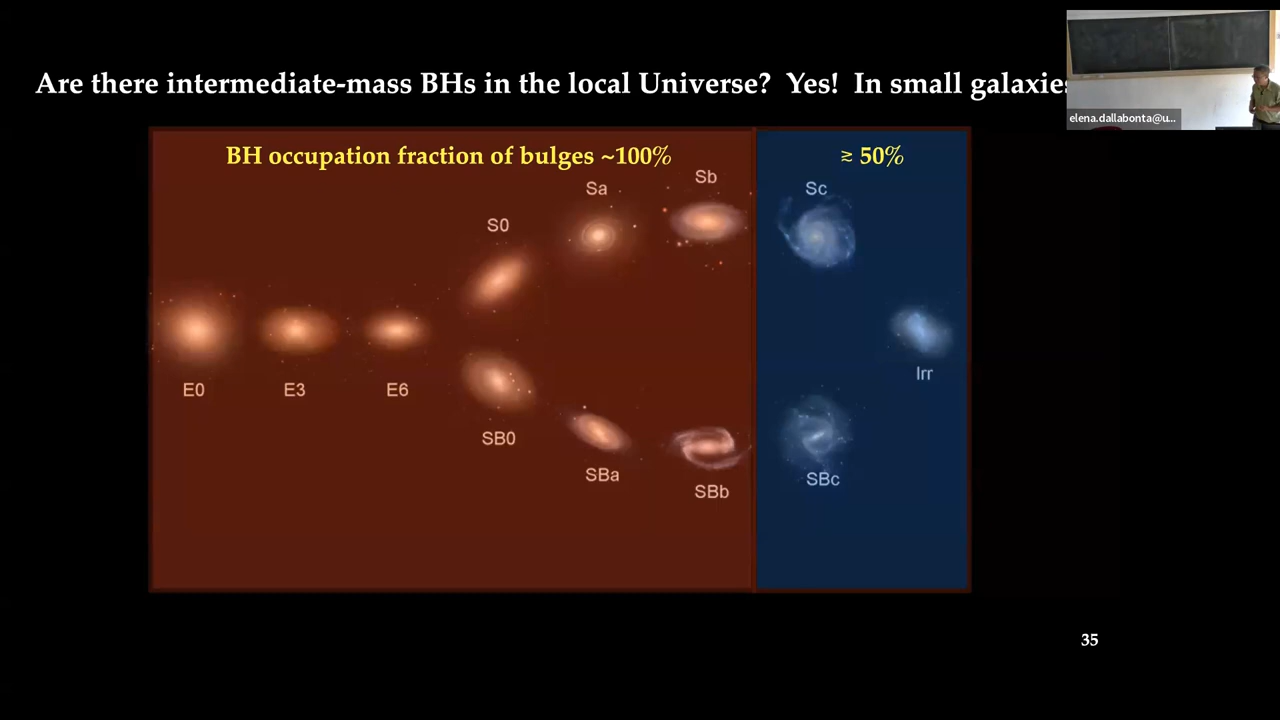 Are there intermediate-mass BHs in the local Universe? Yes! In small galaxies
elena.dallabonta@u...
BH occupation fraction of bulges ~100%
≳ 50%
Sb
Sa
Sc
S0
E0
E3
E6
Irr
SB0
SBa
SBb
SBc
35